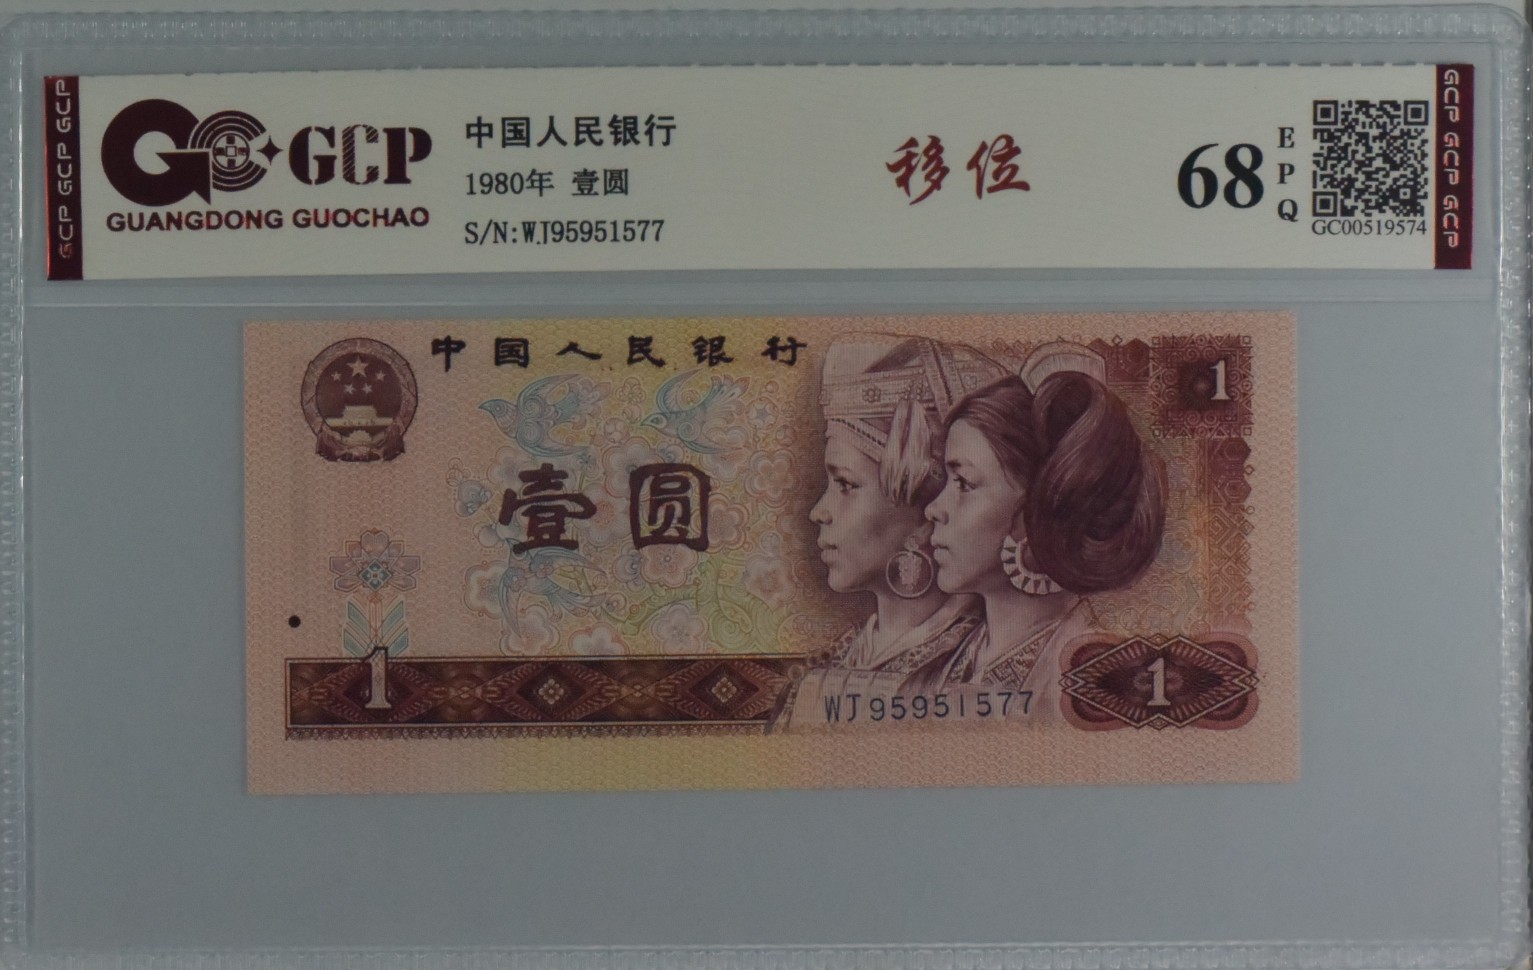 GCP GCP GCP
GCP
GUANGDONG GUOCHAO
中国人民银行
1980年 壹圆
S/N:WJ95951577
移位
68
EPQ
GC00519574
GCP GCP GCP
中国人民银行
1
壹圆
1
WJ95951577
1